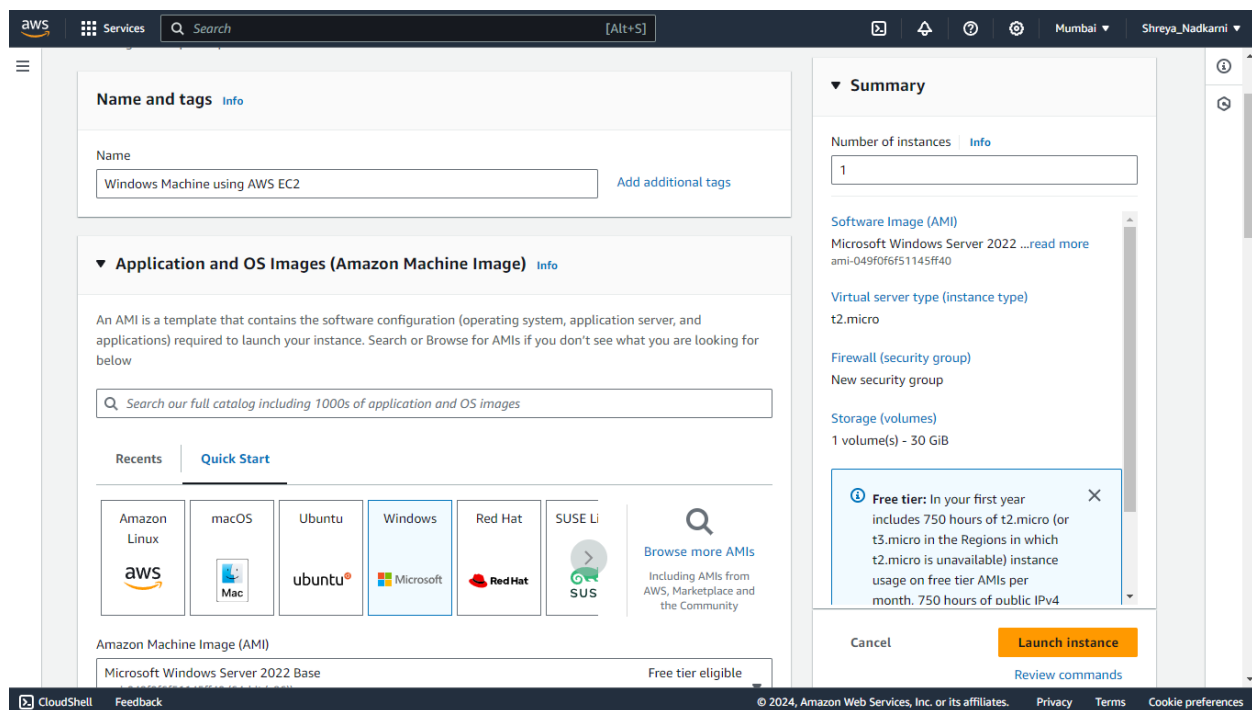 aws
Services
Search
[Alt+S]
Mumbai ▼
Shreya_Nadkarni ▼
Name and tags Info
Name
Windows Machine using AWS EC2
Add additional tags
▼ Application and OS Images (Amazon Machine Image) Info
An AMI is a template that contains the software configuration (operating system, application server, and
applications) required to launch your instance. Search or Browse for AMIs if you don't see what you are looking for
below
Search our full catalog including 1000s of application and OS images
Recents
Quick Start
Amazon
Linux
aws
macOS
Mac
Ubuntu
ubuntu
Windows
Microsoft
Red Hat
Red Hat
SUSE Li
SUS
Browse more AMIs
Including AMIs from
AWS, Marketplace and
the Community
Amazon Machine Image (AMI)
Microsoft Windows Server 2022 Base
Free tier eligible
▼ Summary
Number of instances Info
1
Software Image (AMI)
Microsoft Windows Server 2022 ...read more
ami-049f0f6f51145ff40
Virtual server type (instance type)
t2.micro
Firewall (security group)
New security group
Storage (volumes)
1 volume(s) - 30 GiB
Free tier: In your first year
includes 750 hours of t2.micro (or
t3.micro in the Regions in which
t2.micro is unavailable) instance
usage on free tier AMIs per
month, 750 hours of public IPv4
Cancel
Launch instance
Review commands
CloudShell
Feedback
© 2024, Amazon Web Services, Inc. or its affiliates.
Privacy
Terms
Cookie preferences